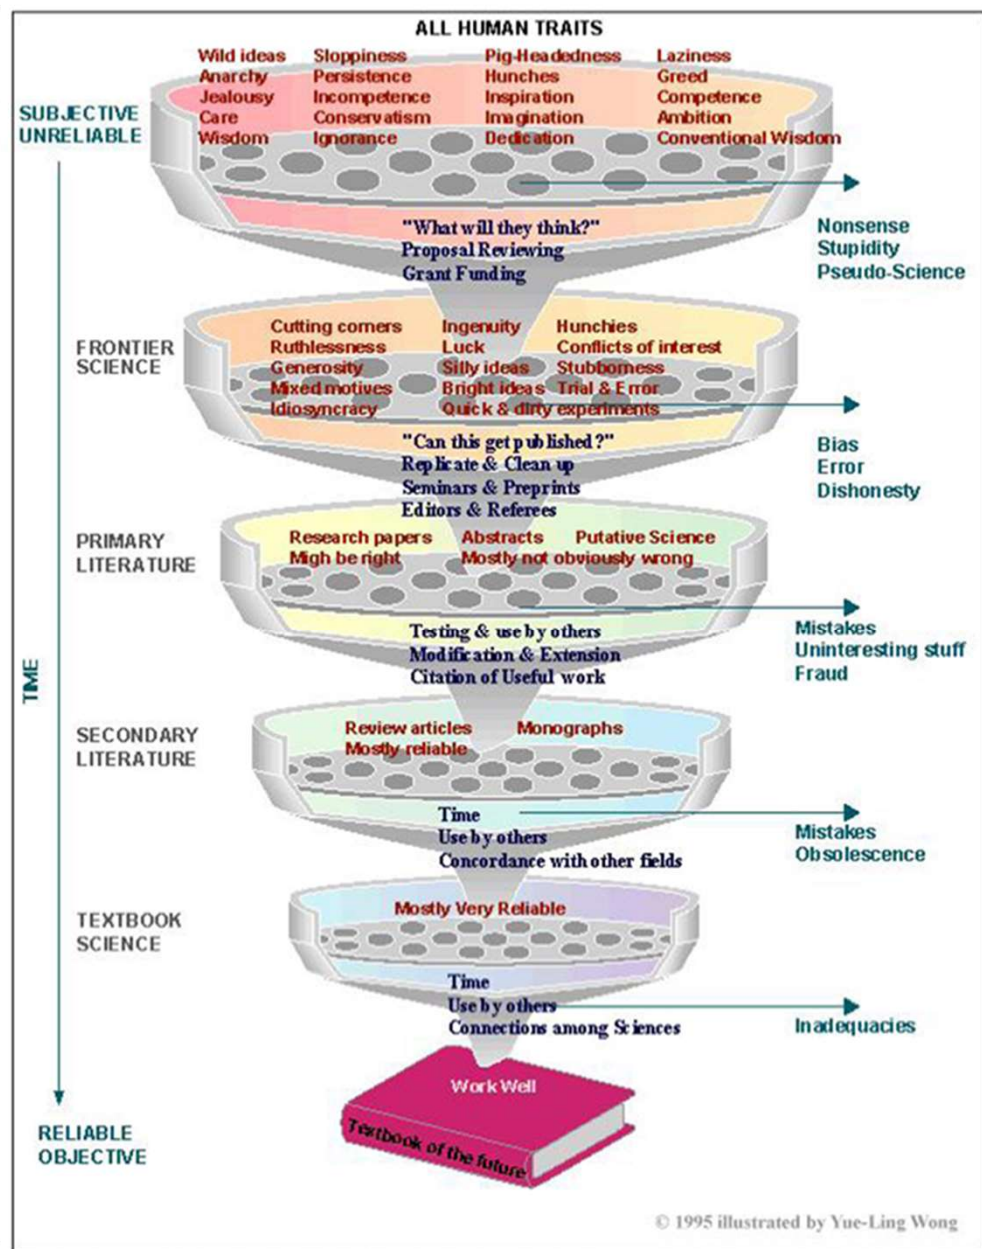 ALL HUMAN TRAITS
Wild ideas Sloppiness Pig-Headedness Laziness
Anarchy Persistence Hunches Greed
Jealousy Incompetence Inspiration Competence
Care Conservatism Imagination Ambition
Wisdom Ignorance Dedication Conventional Wisdom
SUBJECTIVE
UNRELIABLE
"What will they think?"
Proposal Reviewing
Grant Funding
Nonsense
Stupidity
Pseudo-Science
FRONTIER
SCIENCE
Cutting corners Ingenuity Hunchies
Ruthlessness Luck Conflicts of interest
Generosity Silly ideas Stubborness
Mixed motives Bright ideas Trial & Error
Idiosyncracy Quick & dirty experiments
"Can this get published?"
Replicate & Clean up
Seminars & Preprints
Editors & Referees
Bias
Error
Dishonesty
PRIMARY
LITERATURE
Research papers Abstracts Putative Science
Migh be right Mostly not obviously wrong
Testing & use by others
Modification & Extension
Citation of Useful work
Mistakes
Uninteresting stuff
Fraud
TIME
SECONDARY
LITERATURE
Review articles Monographs
Mostly reliable
Time
Use by others
Concordance with other fields
Mistakes
Obsolescence
TEXTBOOK
SCIENCE
Mostly Very Reliable
Time
Use by others
Connections among Sciences
Inadequacies
Work Well
Textbook of the future
RELIABLE
OBJECTIVE
© 1995 illustrated by Yue-Ling Wong